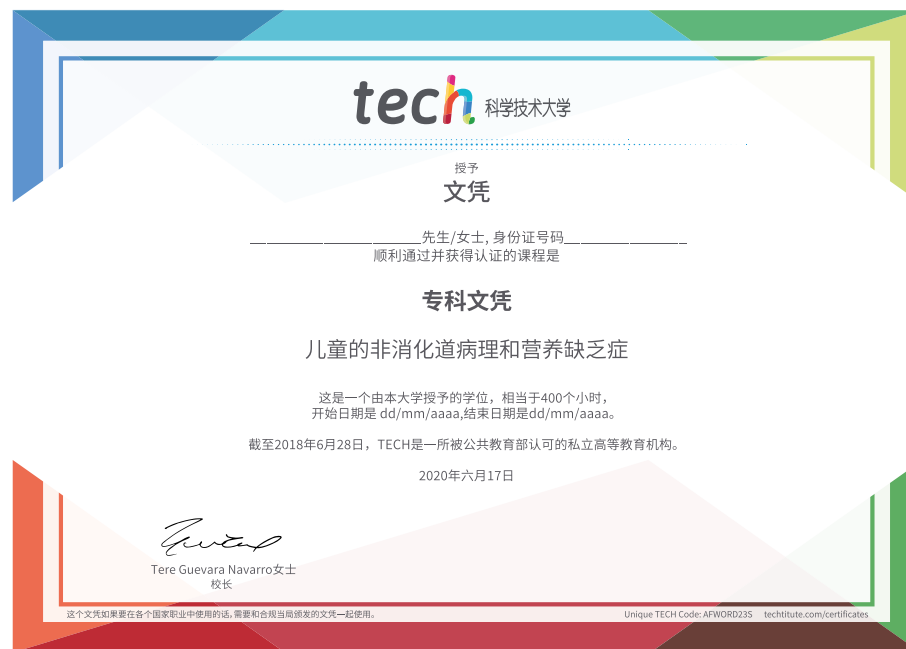 tech 科学技术大学
授予
文凭
________________________先生/女士, 身份证号码_________________
顺利通过并获得认证的课程是
专科文凭
儿童的非消化道病理和营养缺乏症
这是一个由本大学授予的学位，相当于400个小时，
开始日期是 dd/mm/aaaa,结束日期是dd/mm/aaaa。
截至2018年6月28日，TECH是一所被公共教育部认可的私立高等教育机构。
2020年六月17日
Tere Guevara Navarro女士
校长
这个文凭如果要在各个国家职业中使用的话,需要和合规当局颁发的文凭一起使用。
Unique TECH Code: AFWORD23S techtitute.com/certificates